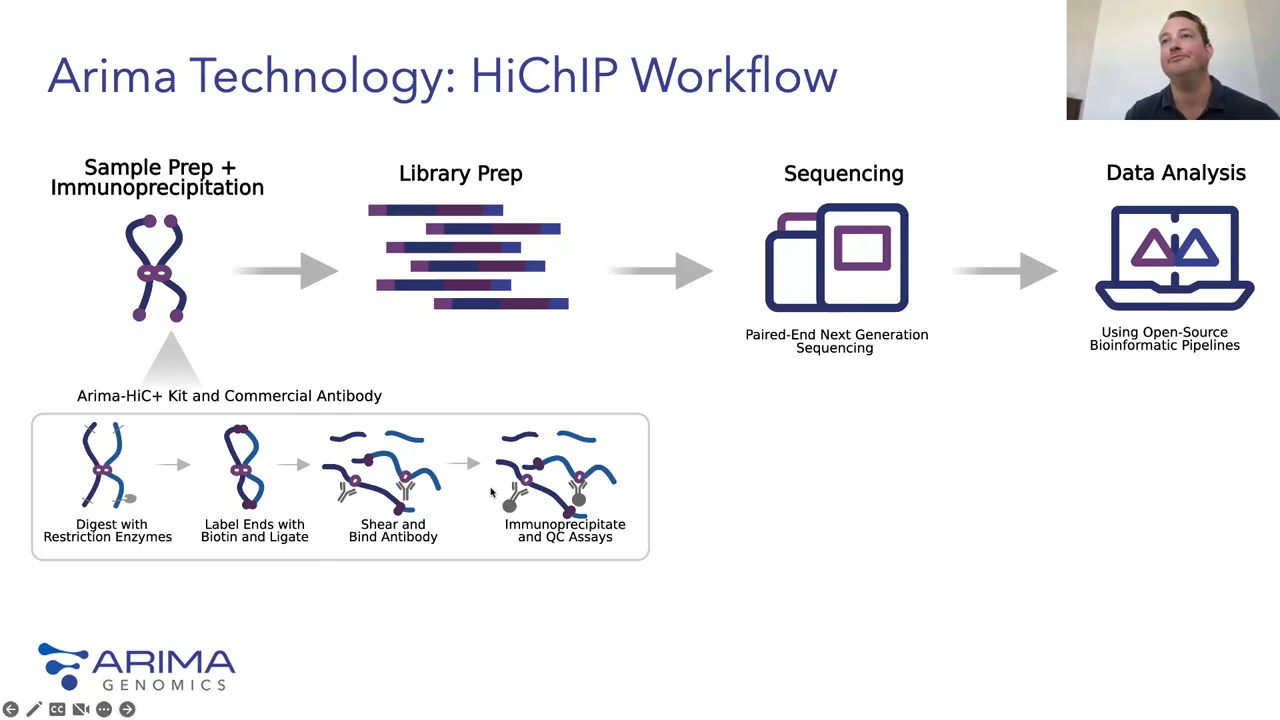 Arima Technology: HiChIP Workflow
Sample Prep +
Immunoprecipitation
Library Prep
Sequencing
Data Analysis
Paired-End Next Generation
Sequencing
Using Open-Source
Bioinformatic Pipelines
Arima-HiC+ Kit and Commercial Antibody
Digest with
Restriction Enzymes
Label Ends with
Biotin and Ligate
Shear and
Bind Antibody
Immunoprecipitate
and QC Assays
ARIMA
GENOMICS
CC